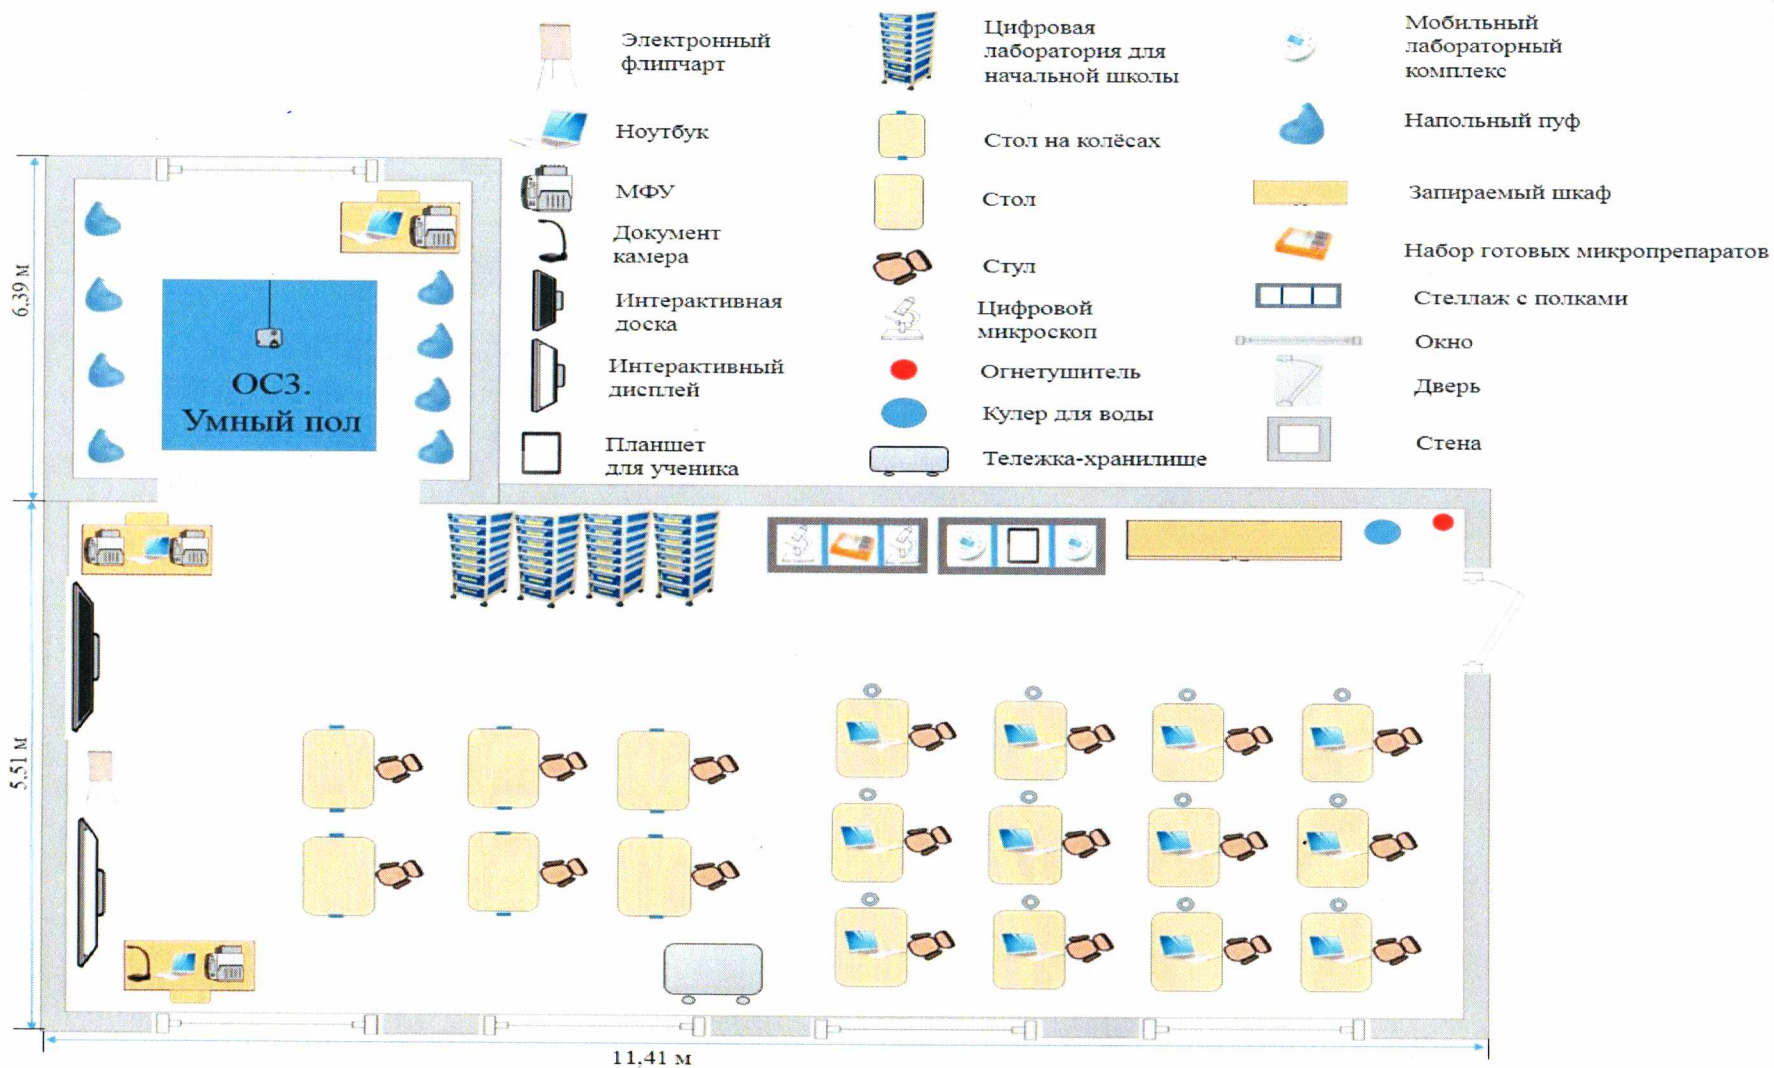 Электронный
флипчарт
Ноутбук
МФУ
Документ
камера
Интерактивная
доска
Интерактивный
дисплей
Планшет
для ученика
Цифровая
лаборатория для
начальной школы
Стол на колёсах
Стол
Стул
Цифровой
микроскоп
Огнетушитель
Кулер для воды
Тележка-хранилище
Мобильный
лабораторный
комплекс
Напольный пуф
Запираемый шкаф
Набор готовых микропрепаратов
Стеллаж с полками
Окно
Дверь
Стена
6,39 м
ОС3.
Умный пол
5,51 м
11,41 м